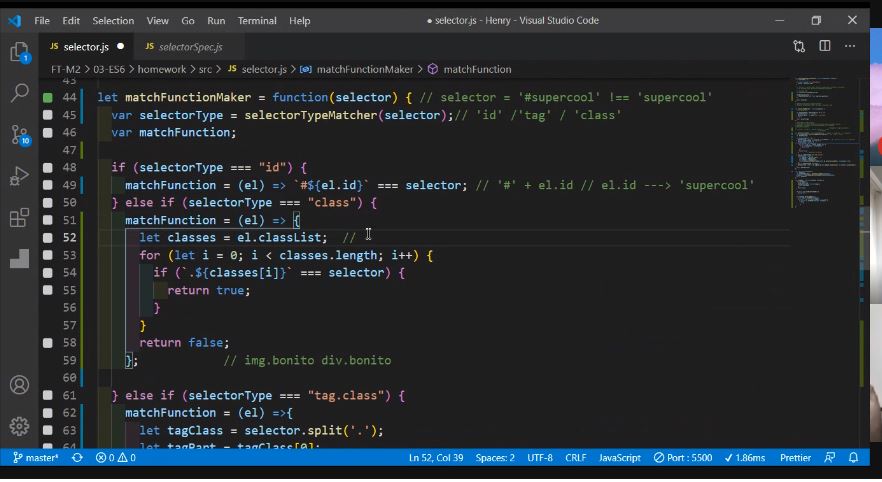 File Edit Selection View Go Run Terminal Help ● selector.js - Henry - Visual Studio Code
JS selector.js ● JS selectorSpec.js
FT-M2 > 03-ES6 > homework > src > JS selector.js > matchFunctionMaker > matchFunction
43
44 let matchFunctionMaker = function(selector) { // selector = '#supercool' !== 'supercool'
45 var selectorType = selectorTypeMatcher(selector);// 'id' /'tag' / 'class'
46 var matchFunction;
47
48 if (selectorType === "id") {
49 matchFunction = (el) => `#${el.id}` === selector; // '#' + el.id // el.id ---> 'supercool'
50 } else if (selectorType === "class") {
51 matchFunction = (el) => {
52 let classes = el.classList; //
53 for (let i = 0; i < classes.length; i++) {
54 if (`.${classes[i]}` === selector) {
55 return true;
56 }
57 }
58 return false;
59 }; // img.bonito div.bonito
60
61 } else if (selectorType === "tag.class") {
62 matchFunction = (el) =>{
63 let tagClass = selector.split('.');
64 let tagPart = tagClass[0];
1
10
master* 0 0 Ln 52, Col 39 Spaces: 2 UTF-8 CRLF JavaScript Port : 5500 ✓ 1.86ms Prettier